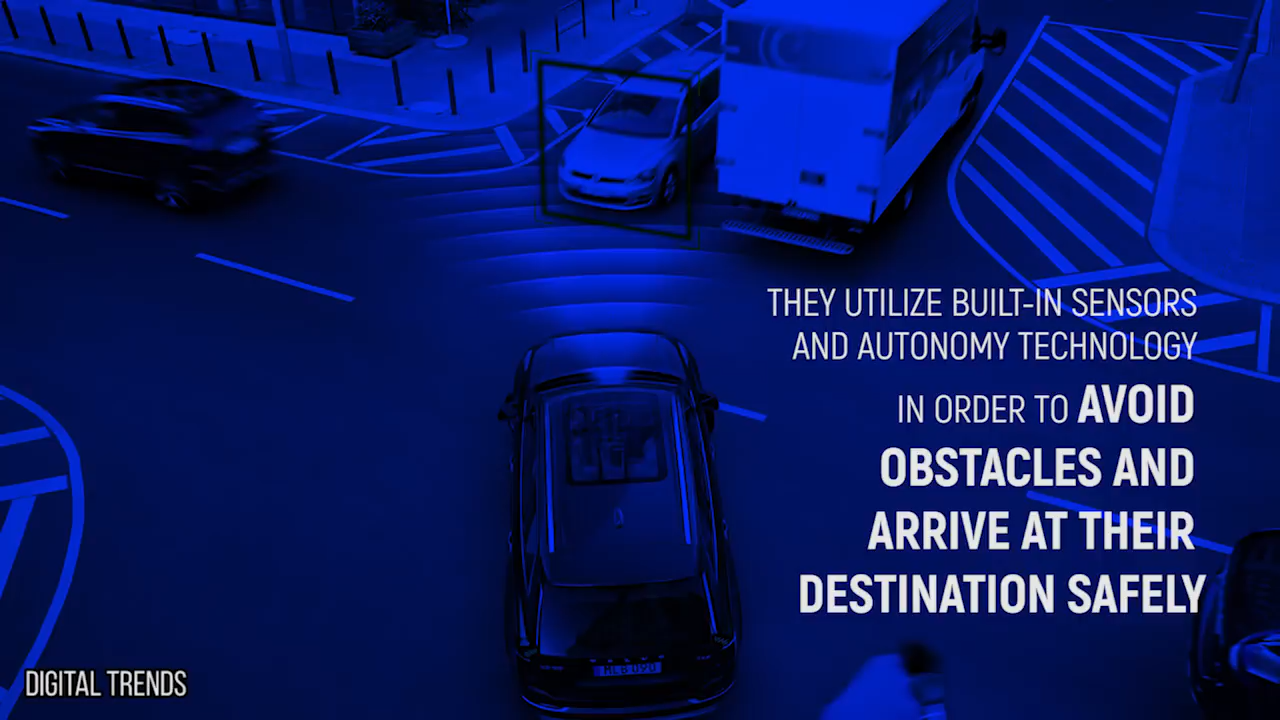 THEY UTILIZE BUILT-IN SENSORS
AND AUTONOMY TECHNOLOGY
IN ORDER TO AVOID
OBSTACLES AND
ARRIVE AT THEIR
DESTINATION SAFELY
DIGITAL TRENDS